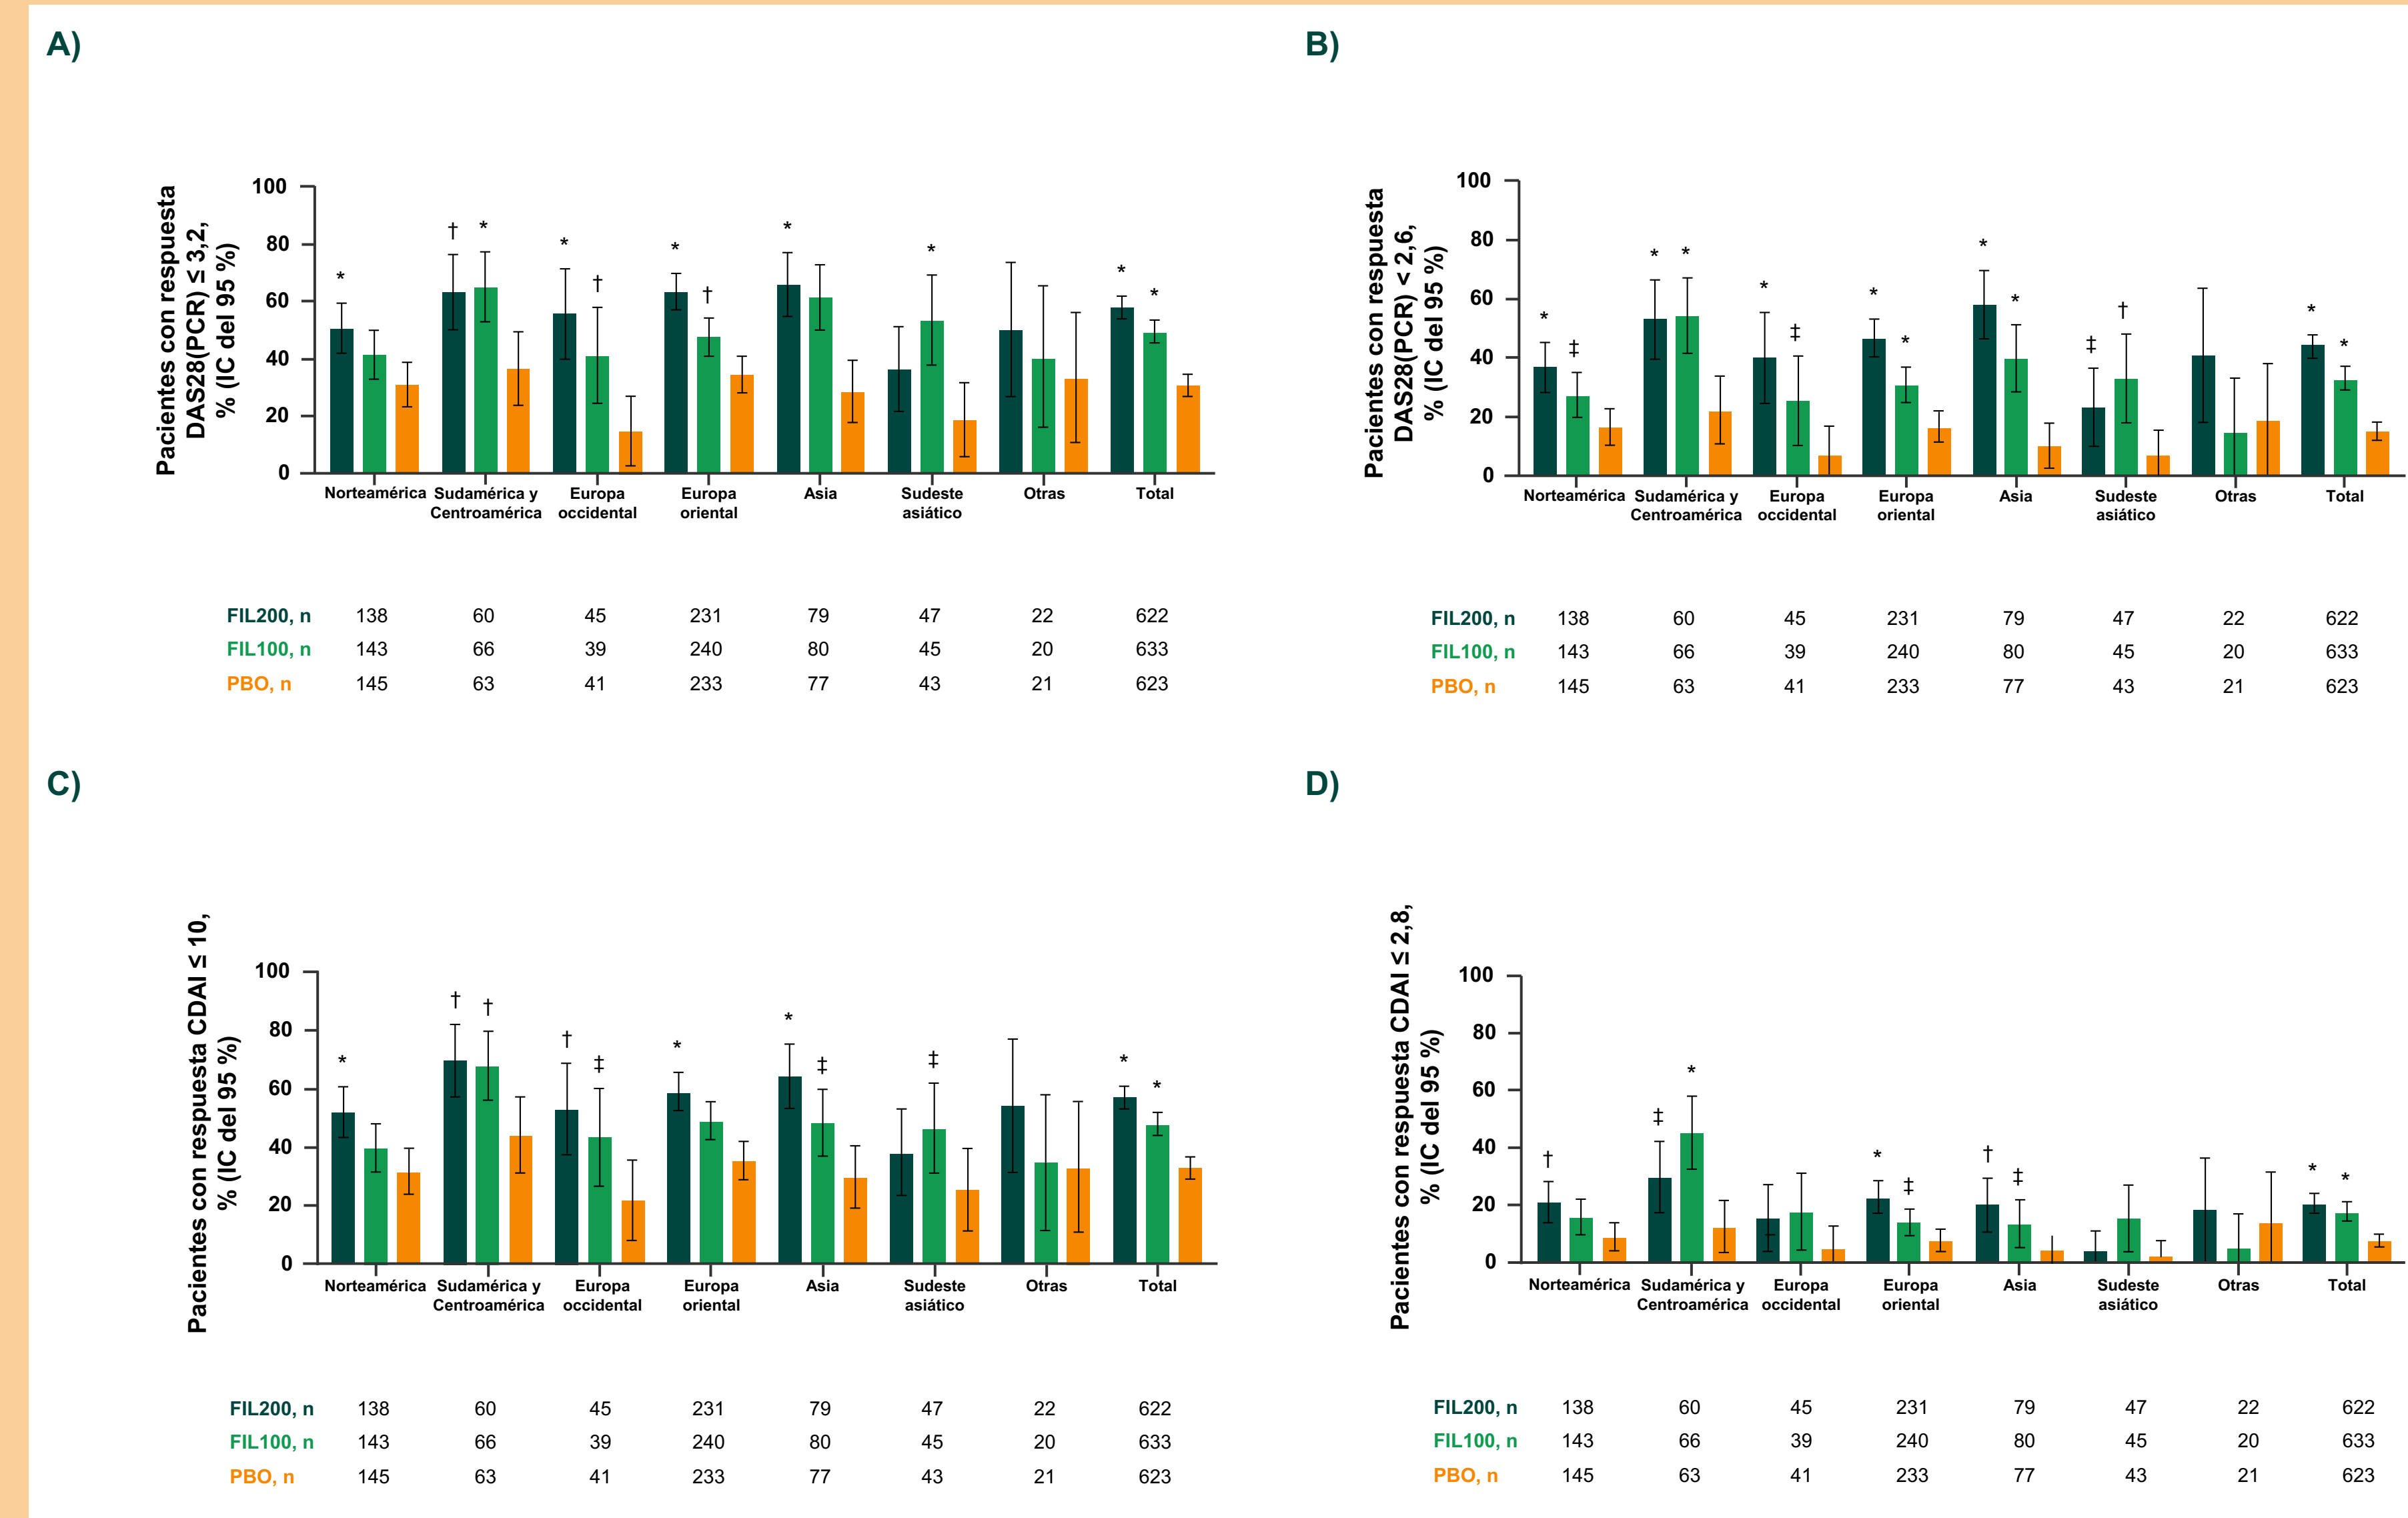 A)
Pacientes con respuesta
DAS28(PCR) ≤ 3,2,
% (IC del 95 %)
100
80
60
40
20
0
* † * * † * † * * * *
Norteamérica Sudamérica y Centroamérica Europa occidental Europa oriental Asia Sudeste asiático Otras Total
FIL200, n 138 60 45 231 79 47 22 622
FIL100, n 143 66 39 240 80 45 20 633
PBO, n 145 63 41 233 77 43 21 623
B)
Pacientes con respuesta
DAS28(PCR) < 2,6,
% (IC del 95 %)
100
80
60
40
20
0
* ‡ * * * ‡ * * * * ‡ † * *
Norteamérica Sudamérica y Centroamérica Europa occidental Europa oriental Asia Sudeste asiático Otras Total
FIL200, n 138 60 45 231 79 47 22 622
FIL100, n 143 66 39 240 80 45 20 633
PBO, n 145 63 41 233 77 43 21 623
C)
Pacientes con respuesta CDAI ≤ 10,
% (IC del 95 %)
100
80
60
40
20
0
* † † † ‡ * * ‡ ‡ * *
Norteamérica Sudamérica y Centroamérica Europa occidental Europa oriental Asia Sudeste asiático Otras Total
FIL200, n 138 60 45 231 79 47 22 622
FIL100, n 143 66 39 240 80 45 20 633
PBO, n 145 63 41 233 77 43 21 623
D)
Pacientes con respuesta CDAI ≤ 2,8,
% (IC del 95 %)
100
80
60
40
20
0
† ‡ * * ‡ † ‡ * *
Norteamérica Sudamérica y Centroamérica Europa occidental Europa oriental Asia Sudeste asiático Otras Total
FIL200, n 138 60 45 231 79 47 22 622
FIL100, n 143 66 39 240 80 45 20 633
PBO, n 145 63 41 233 77 43 21 623